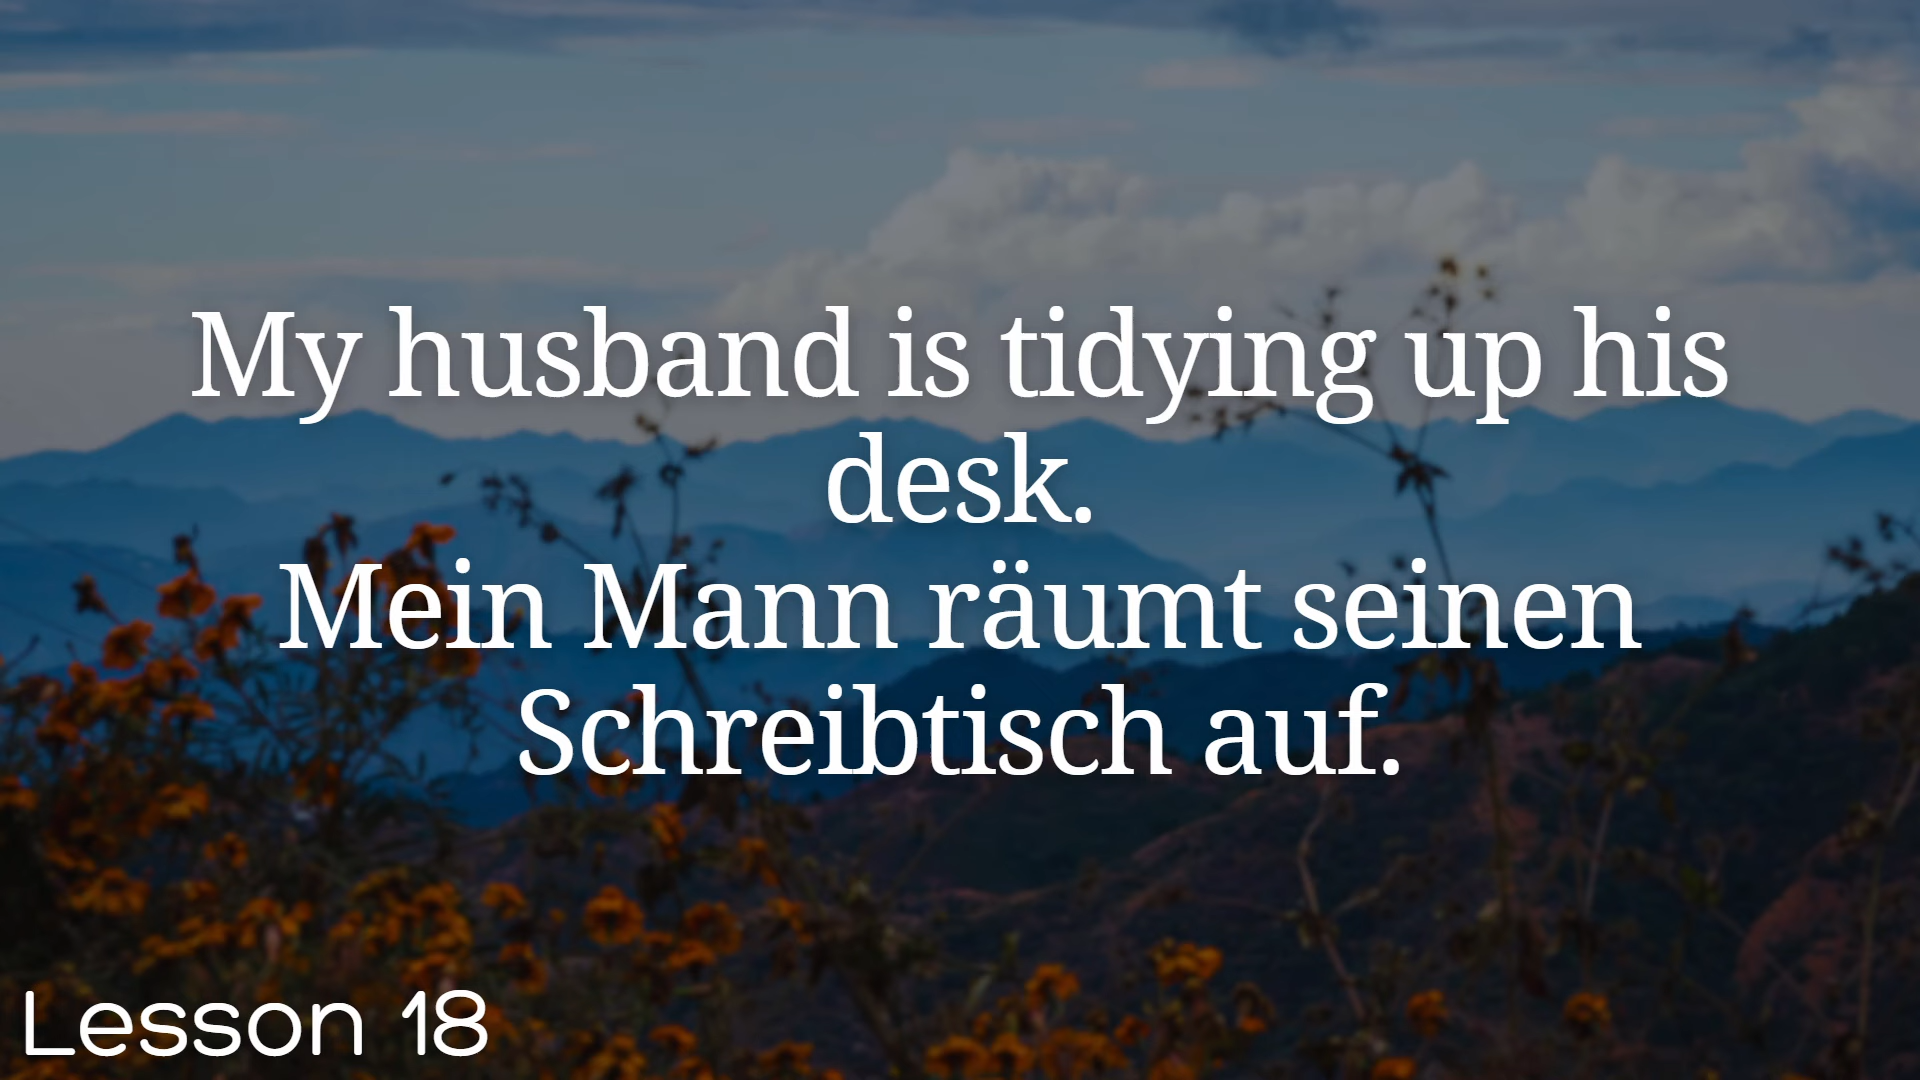 My husband is tidying up his
desk.
Mein Mann räumt seinen
Schreibtisch auf.
Lesson 18